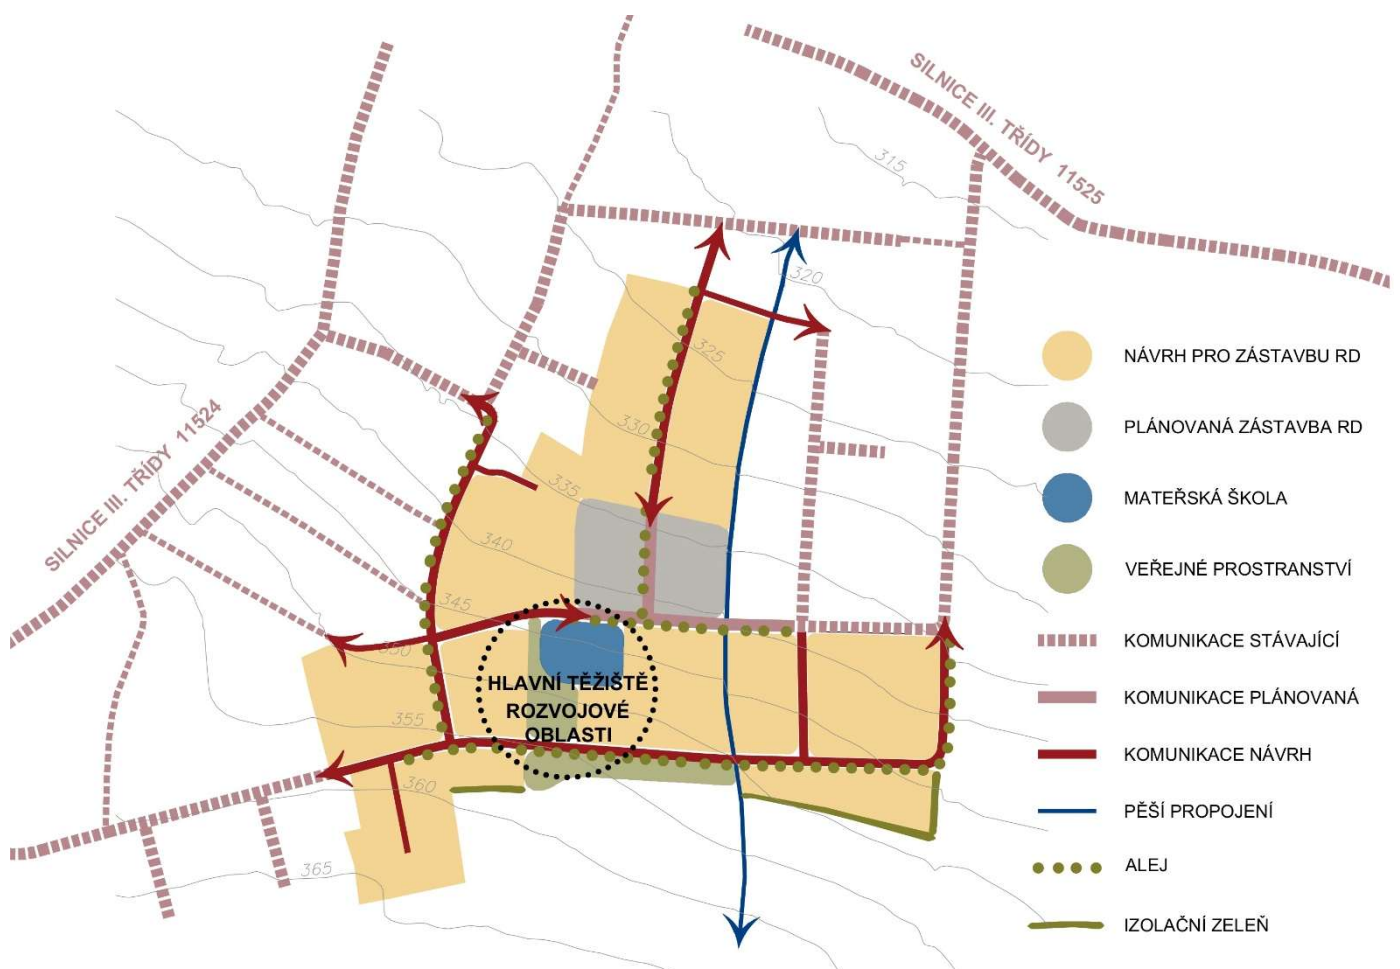 SILNICE III. TŘÍDY 11525
315
320
325
330
335
340
345
350
355
360
365
SILNICE III. TŘÍDY 11524
HLAVNÍ TĚŽIŠTĚ
ROZVOJOVÉ
OBLASTI
NÁVRH PRO ZÁSTAVBU RD
PLÁNOVANÁ ZÁSTAVBA RD
MATEŘSKÁ ŠKOLA
VEŘEJNÉ PROSTRANSTVÍ
KOMUNIKACE STÁVAJÍCÍ
KOMUNIKACE PLÁNOVANÁ
KOMUNIKACE NÁVRH
PĚŠÍ PROPOJENÍ
ALEJ
IZOLAČNÍ ZELEŇ